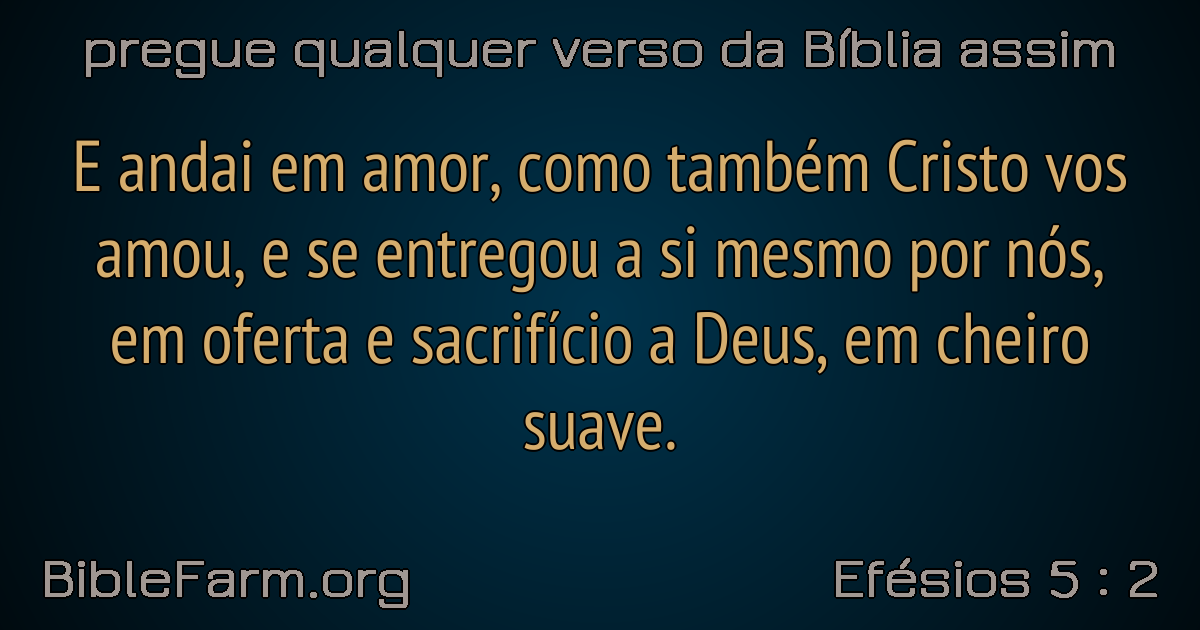 pregue qualquer verso da Bíblia assim
E andai em amor, como também Cristo vos
amou, e se entregou a si mesmo por nós,
em oferta e sacrifício a Deus, em cheiro
suave.
BibleFarm.org
Efésios 5 : 2